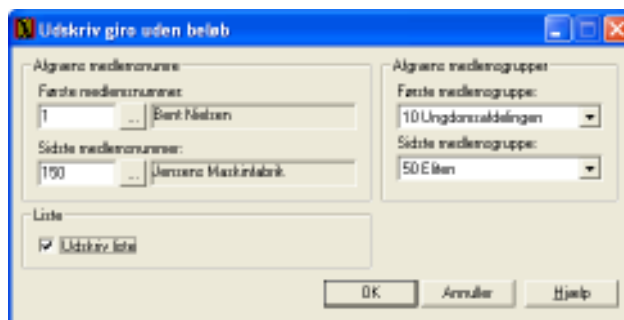 Udskriv giro uden beløb
Afgræns medlemsnumre
Første medlemsnummer:
1 ... Bent Nielsen
Sidste medlemsnummer:
150 ... Jensens Maskinfabrik
Afgræns medlemsgrupper
Første medlemsgruppe:
10 Ungdomsafdelingen
Sidste medlemsgruppe:
50 Eliten
Liste
Udskriv liste
OK Annuller Hjælp